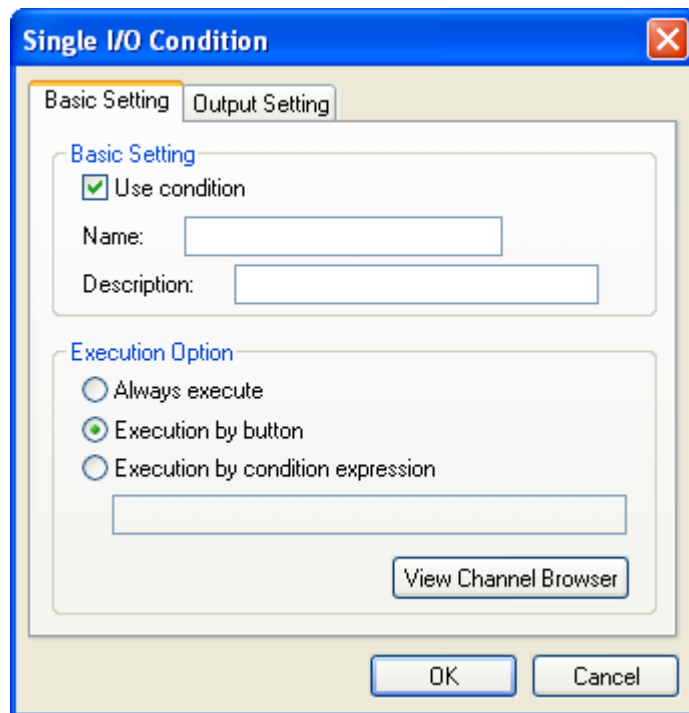 Single I/O Condition
Basic Setting
Output Setting
Basic Setting
Use condition
Name:
Description:
Execution Option
Always execute
Execution by button
Execution by condition expression
View Channel Browser
OK
Cancel